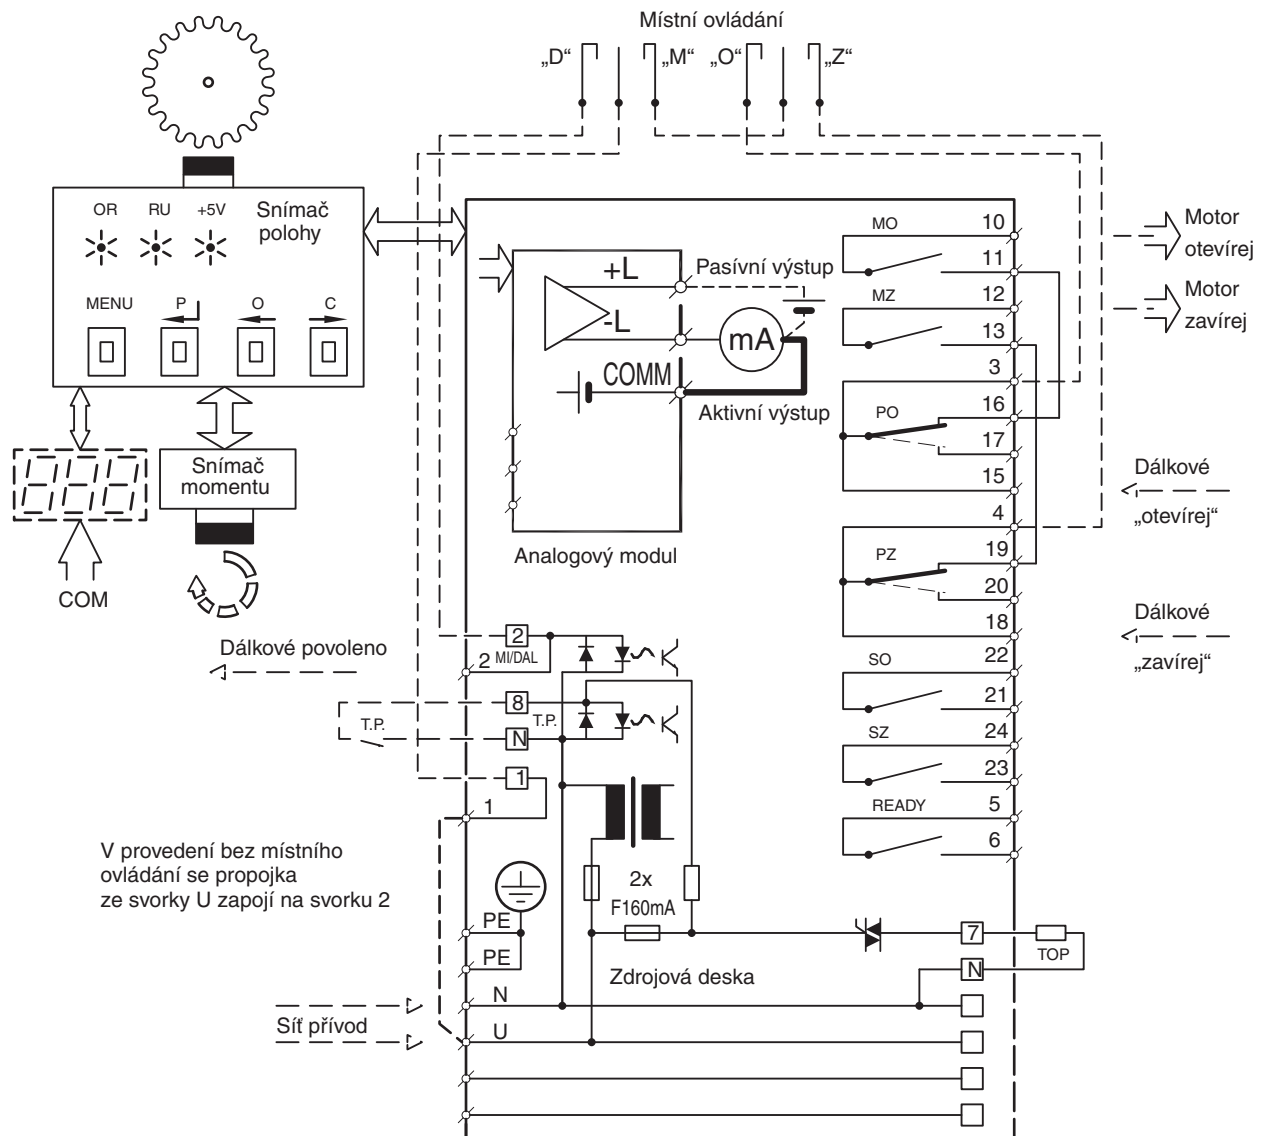 Místní ovládání
„D“ „M“ „O“ „Z“
OR RU +5V Snímač
polohy
MENU P O C
Snímač
momentu
COM
+L Pasívní výstup
-L mA
COMM
Aktivní výstup
Analogový modul
MO 10
11
MZ 12
13
3
PO 16
17
15
4
PZ 19
20
18
SO 22
21
SZ 24
23
READY 5
6
Motor
otevírej
Motor
zavírej
Dálkové
„otevírej“
Dálkové
„zavírej“
Dálkové povoleno
2
2 MI/DAL
8
T.P. T.P.
N
1
1
V provedení bez místního
ovládání se propojka
ze svorky U zapojí na svorku 2
2x
F160mA
PE
PE
7
TOP
N
Zdrojová deska
N
Síť přívod
U